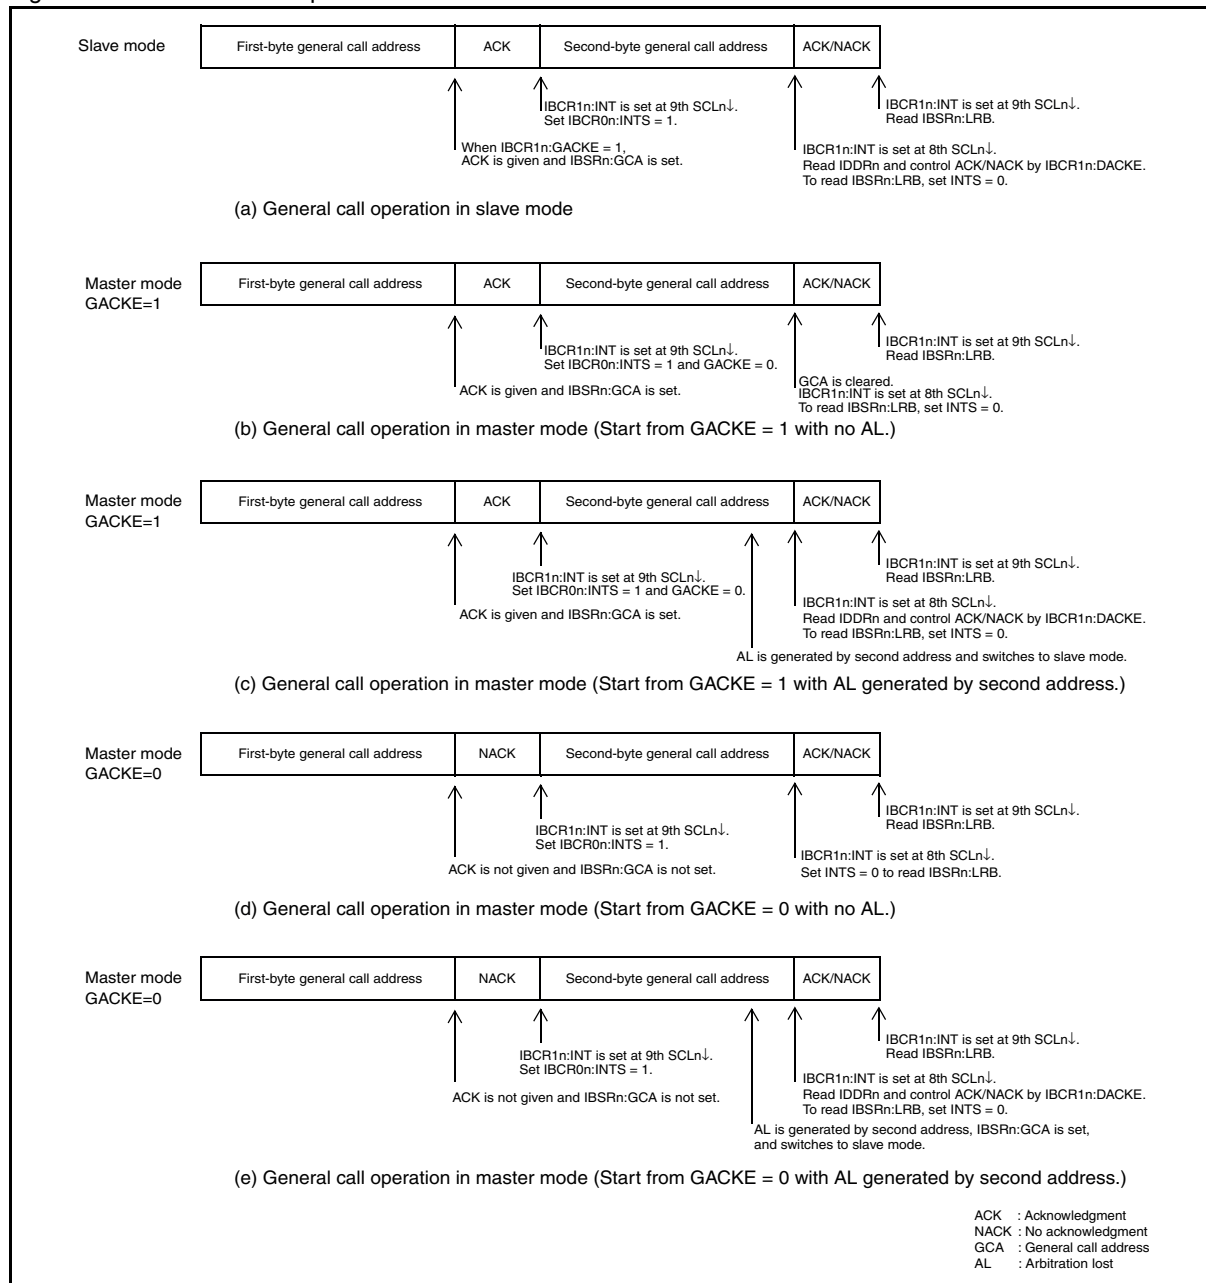 Slave mode
First-byte general call address
ACK
Second-byte general call address
ACK/NACK
IBCR1n:INT is set at 9th SCLn↓.
Set IBCR0n:INTS = 1.
IBCR1n:INT is set at 9th SCLn↓.
Read IBSRn:LRB.
When IBCR1n:GACKE = 1,
ACK is given and IBSRn:GCA is set.
IBCR1n:INT is set at 8th SCLn↓.
Read IDDRn and control ACK/NACK by IBCR1n:DACKE.
To read IBSRn:LRB, set INTS = 0.
(a) General call operation in slave mode
Master mode
GACKE=1
First-byte general call address
ACK
Second-byte general call address
ACK/NACK
IBCR1n:INT is set at 9th SCLn↓.
Set IBCR0n:INTS = 1 and GACKE = 0.
IBCR1n:INT is set at 9th SCLn↓.
Read IBSRn:LRB.
ACK is given and IBSRn:GCA is set.
GCA is cleared.
IBCR1n:INT is set at 8th SCLn↓.
To read IBSRn:LRB, set INTS = 0.
(b) General call operation in master mode (Start from GACKE = 1 with no AL.)
Master mode
GACKE=1
First-byte general call address
ACK
Second-byte general call address
ACK/NACK
IBCR1n:INT is set at 9th SCLn↓.
Set IBCR0n:INTS = 1 and GACKE = 0.
IBCR1n:INT is set at 9th SCLn↓.
Read IBSRn:LRB.
ACK is given and IBSRn:GCA is set.
IBCR1n:INT is set at 8th SCLn↓.
Read IDDRn and control ACK/NACK by IBCR1n:DACKE.
To read IBSRn:LRB, set INTS = 0.
AL is generated by second address and switches to slave mode.
(c) General call operation in master mode (Start from GACKE = 1 with AL generated by second address.)
Master mode
GACKE=0
First-byte general call address
NACK
Second-byte general call address
ACK/NACK
IBCR1n:INT is set at 9th SCLn↓.
Set IBCR0n:INTS = 1.
IBCR1n:INT is set at 9th SCLn↓.
Read IBSRn:LRB.
ACK is not given and IBSRn:GCA is not set.
IBCR1n:INT is set at 8th SCLn↓.
Set INTS = 0 to read IBSRn:LRB.
(d) General call operation in master mode (Start from GACKE = 0 with no AL.)
Master mode
GACKE=0
First-byte general call address
NACK
Second-byte general call address
ACK/NACK
IBCR1n:INT is set at 9th SCLn↓.
Set IBCR0n:INTS = 1.
IBCR1n:INT is set at 9th SCLn↓.
Read IBSRn:LRB.
ACK is not given and IBSRn:GCA is not set.
IBCR1n:INT is set at 8th SCLn↓.
Read IDDRn and control ACK/NACK by IBCR1n:DACKE.
To read IBSRn:LRB, set INTS = 0.
AL is generated by second address, IBSRn:GCA is set,
and switches to slave mode.
(e) General call operation in master mode (Start from GACKE = 0 with AL generated by second address.)
ACK : Acknowledgment
NACK : No acknowledgment
GCA : General call address
AL : Arbitration lost